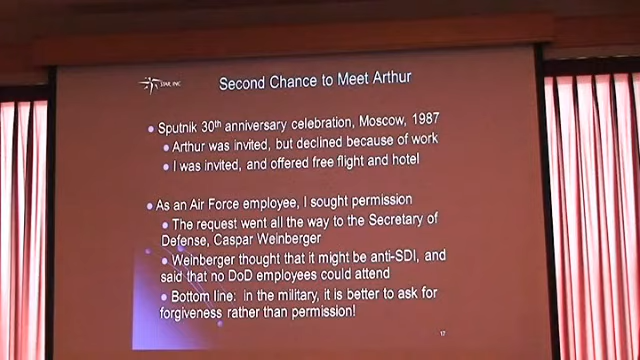 STAR, INC
Second Chance to Meet Arthur
Sputnik 30th anniversary celebration, Moscow, 1987
Arthur was invited, but declined because of work
I was invited, and offered free flight and hotel
As an Air Force employee, I sought permission
The request went all the way to the Secretary of
Defense, Caspar Weinberger
Weinberger thought that it might be anti-SDI, and
said that no DoD employees could attend
Bottom line: in the military, it is better to ask for
forgiveness rather than permission!
17